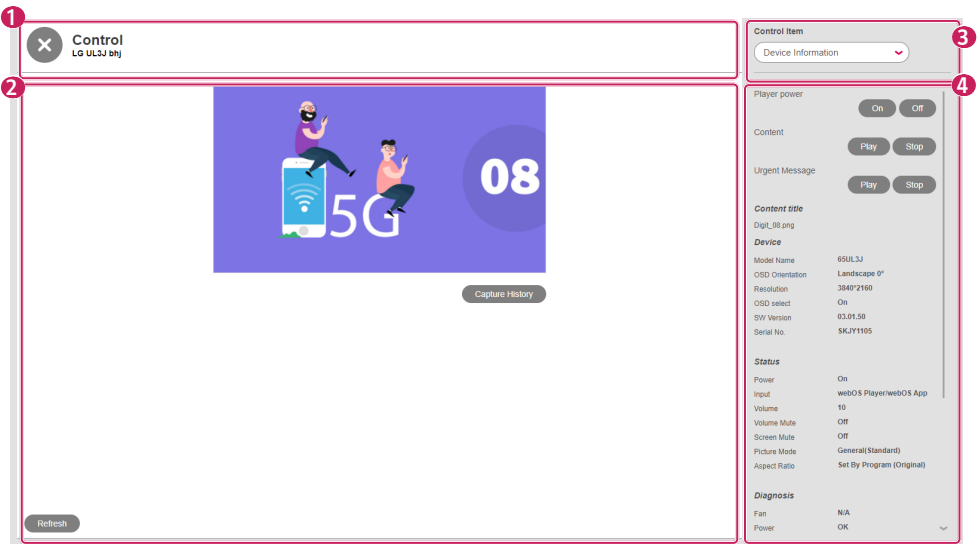 1
Control
LG UL3J bhj
3
Control Item
Device Information
2
08
5G
Capture History
Refresh
4
Player power
On Off
Content
Play Stop
Urgent Message
Play Stop
Content title
Digit_08.png
Device
Model Name 65UL3J
OSD Orientation Landscape 0°
Resolution 3840*2160
OSD select On
SW Version 03.01.50
Serial No. SKJY1105
Status
Power On
Input webOS Player/webOS App
Volume 10
Volume Mute Off
Screen Mute Off
Picture Mode General(Standard)
Aspect Ratio Set By Program (Original)
Diagnosis
Fan N/A
Power OK